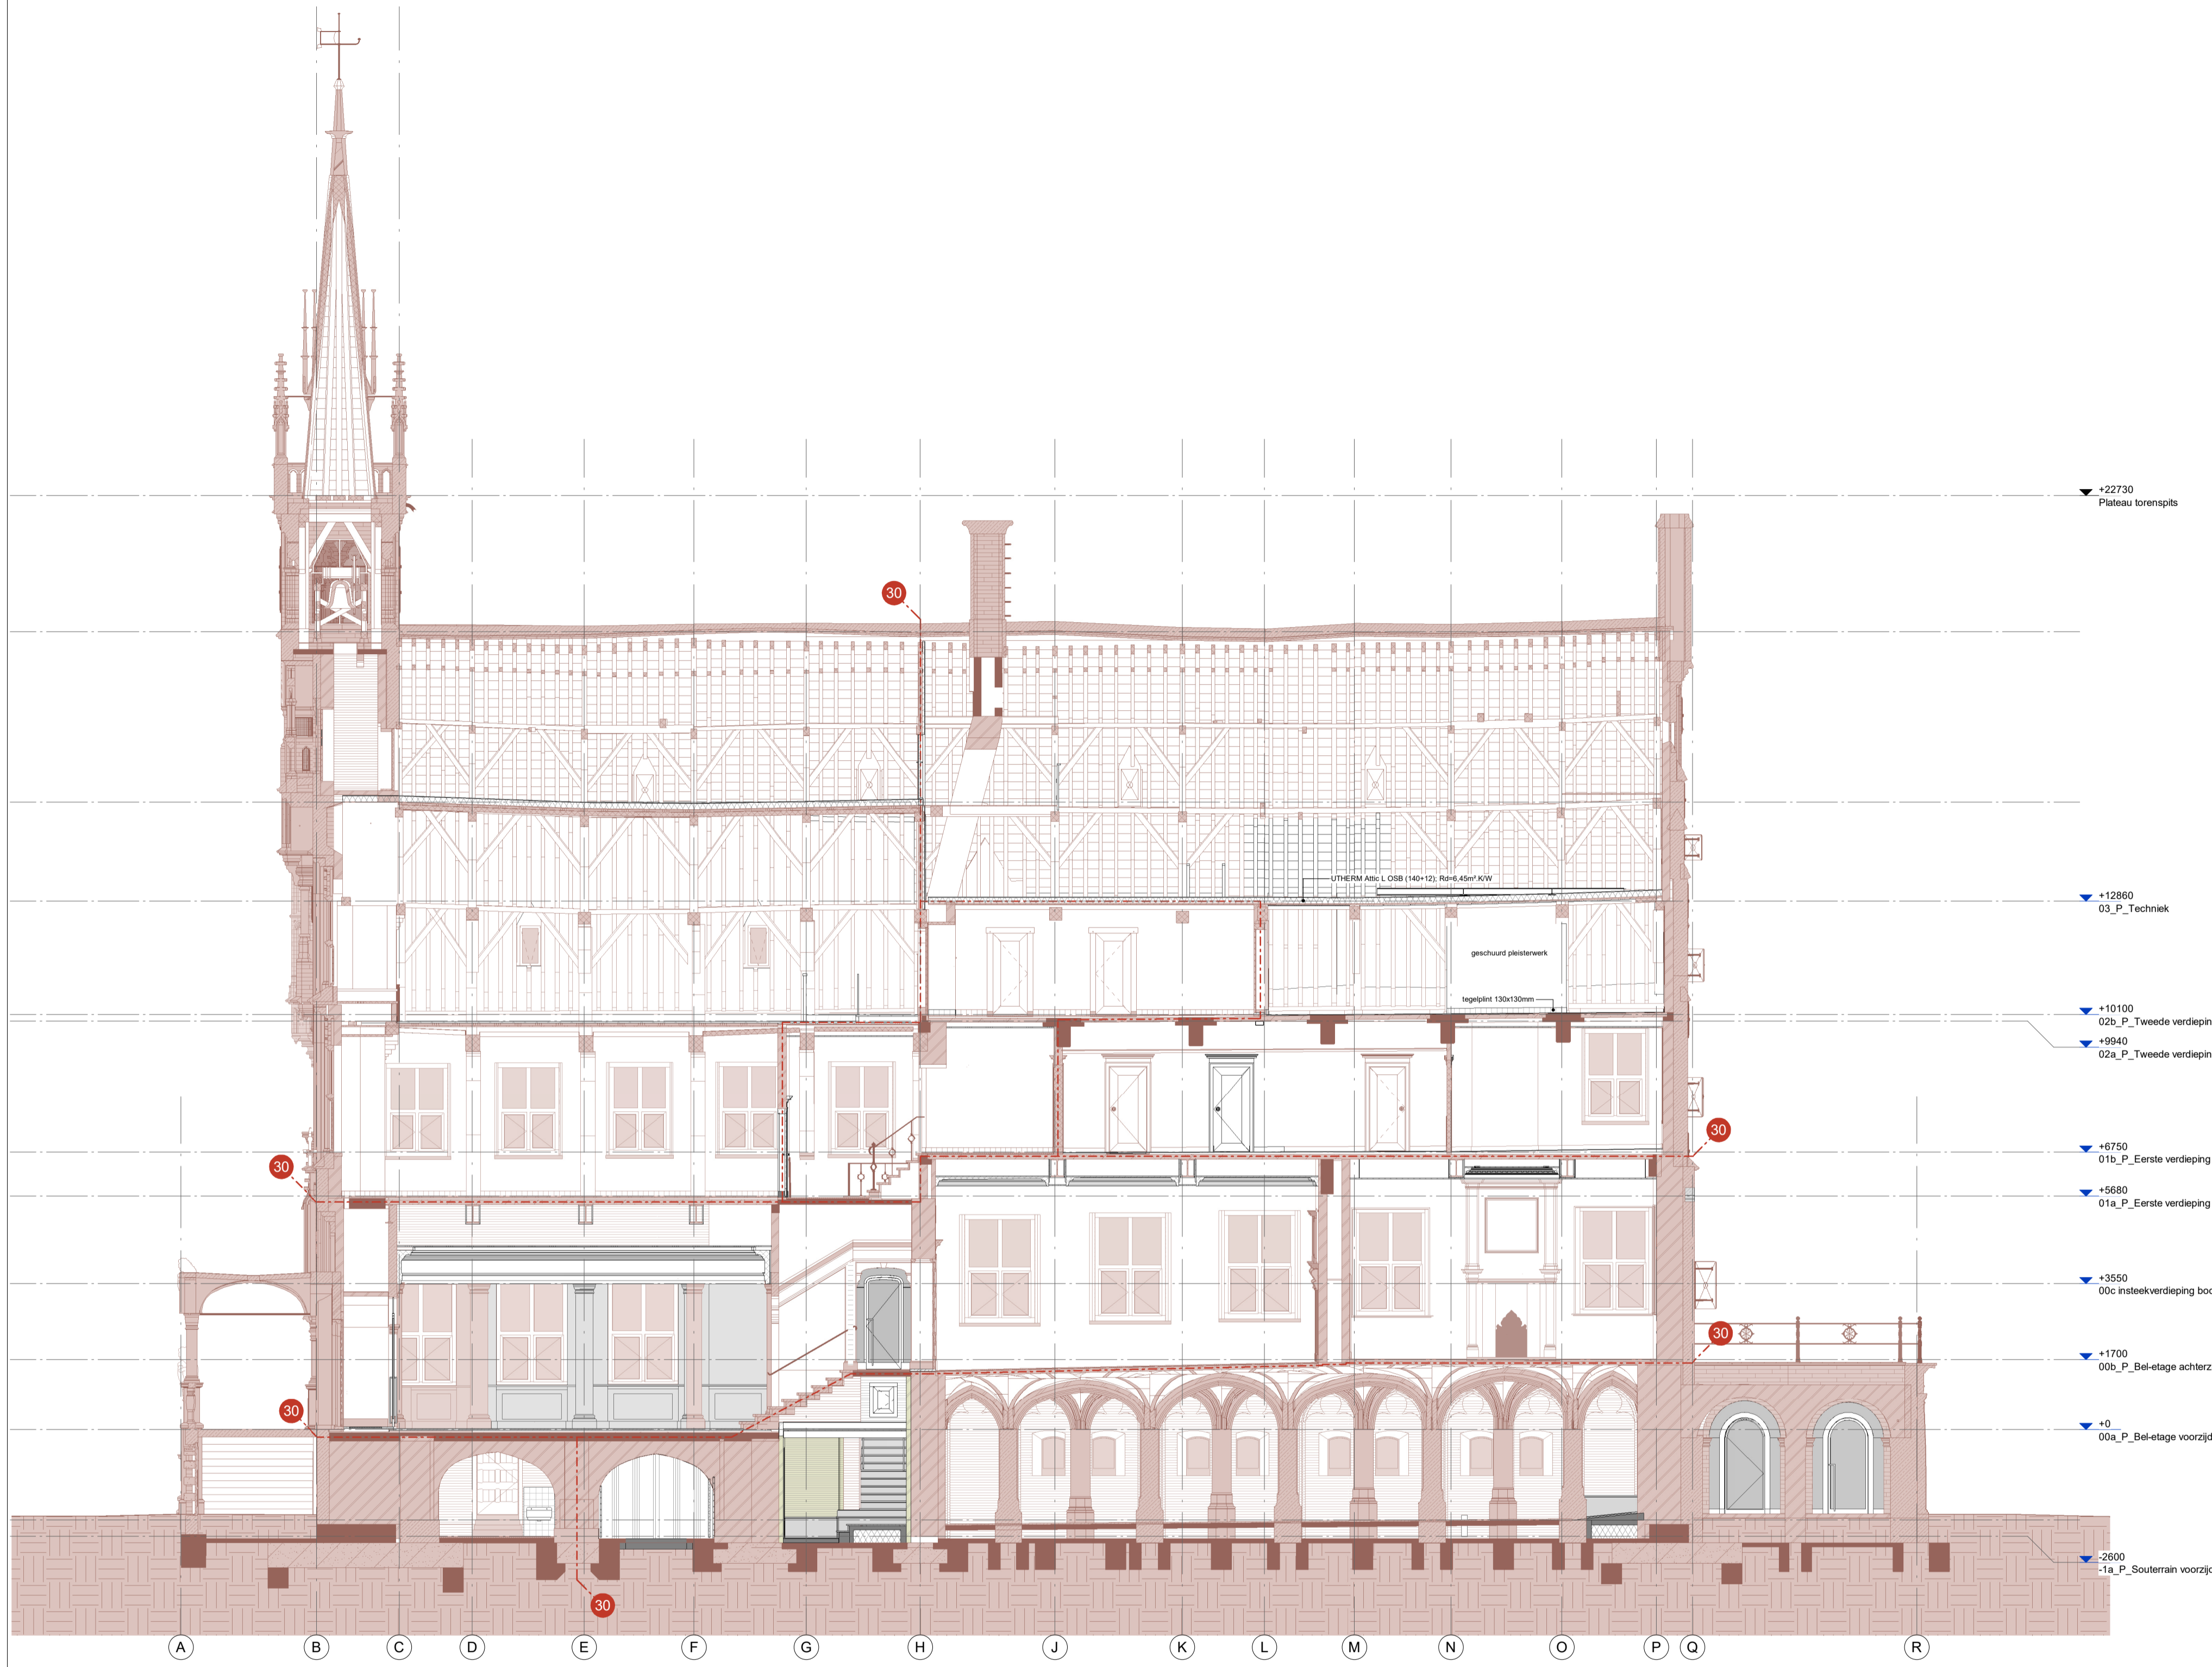 +22730
Plateau torenspits
30
UTHERM Attic L OSB (140+12); Rd=6,45m².K/W
+12860
03_P_Techniek
geschuurd pleisterwerk
tegelplint 130x130mm
+10100
02b_P_Tweede verdiepin
+9940
02a_P_Tweede verdiepin
30
+6750
01b_P_Eerste verdieping
30
+5680
01a_P_Eerste verdieping
+3550
00c insteekverdieping boo
30
+1700
00b_P_Bel-etage achterz
30
+0
00a_P_Bel-etage voorzijd
-2600
-1a_P_Souterrain voorzijd
30
A B C D E F G H J K L M N O P Q R